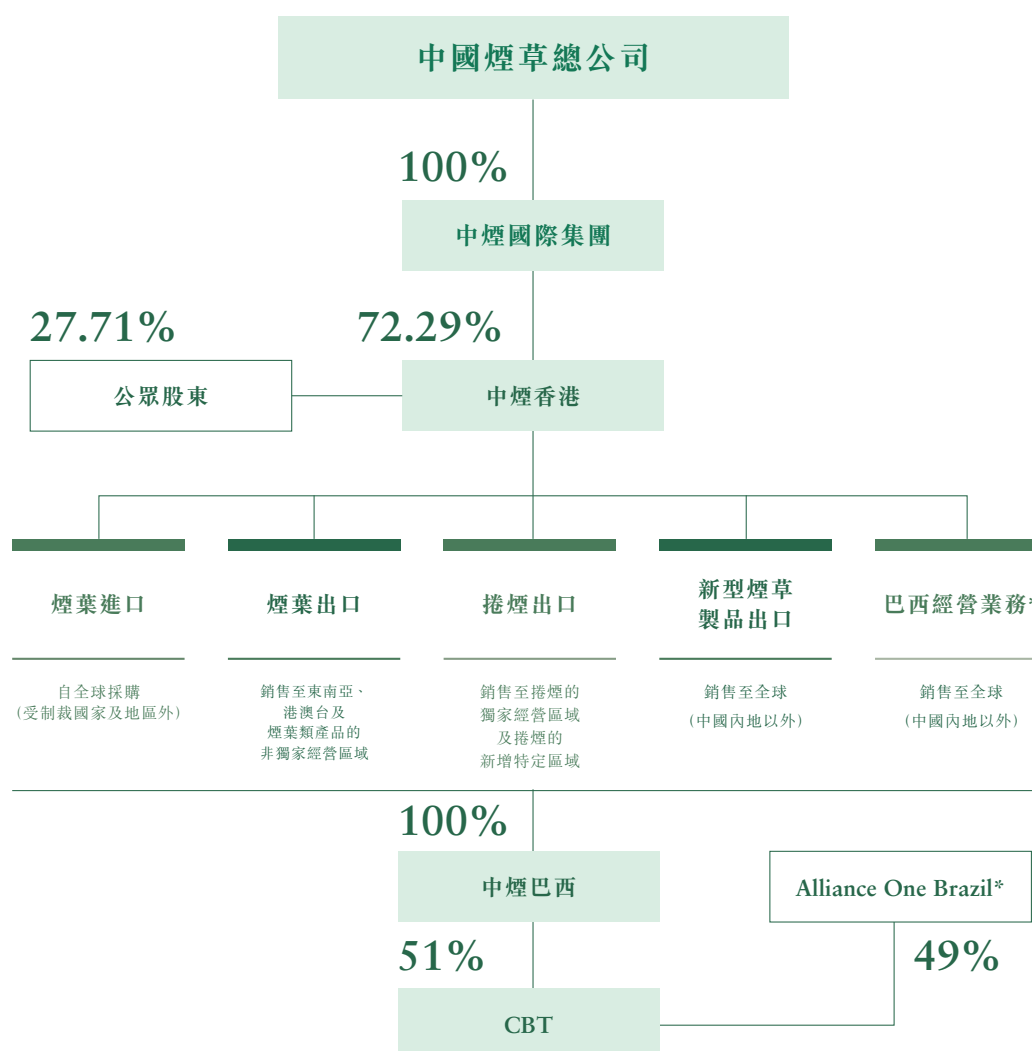 中國煙草總公司
100%
中煙國際集團
27.71%
72.29%
公眾股東
中煙香港
煙葉進口
自全球採購
(受制裁國家及地區外)
煙葉出口
銷售至東南亞、
港澳台及
煙葉類產品的
非獨家經營區域
捲煙出口
銷售至捲煙的
獨家經營區域
及捲煙的
新增特定區域
新型煙草
製品出口
銷售至全球
(中國內地以外)
巴西經營業務*
銷售至全球
(中國內地以外)
100%
中煙巴西
Alliance One Brazil*
51%
49%
CBT